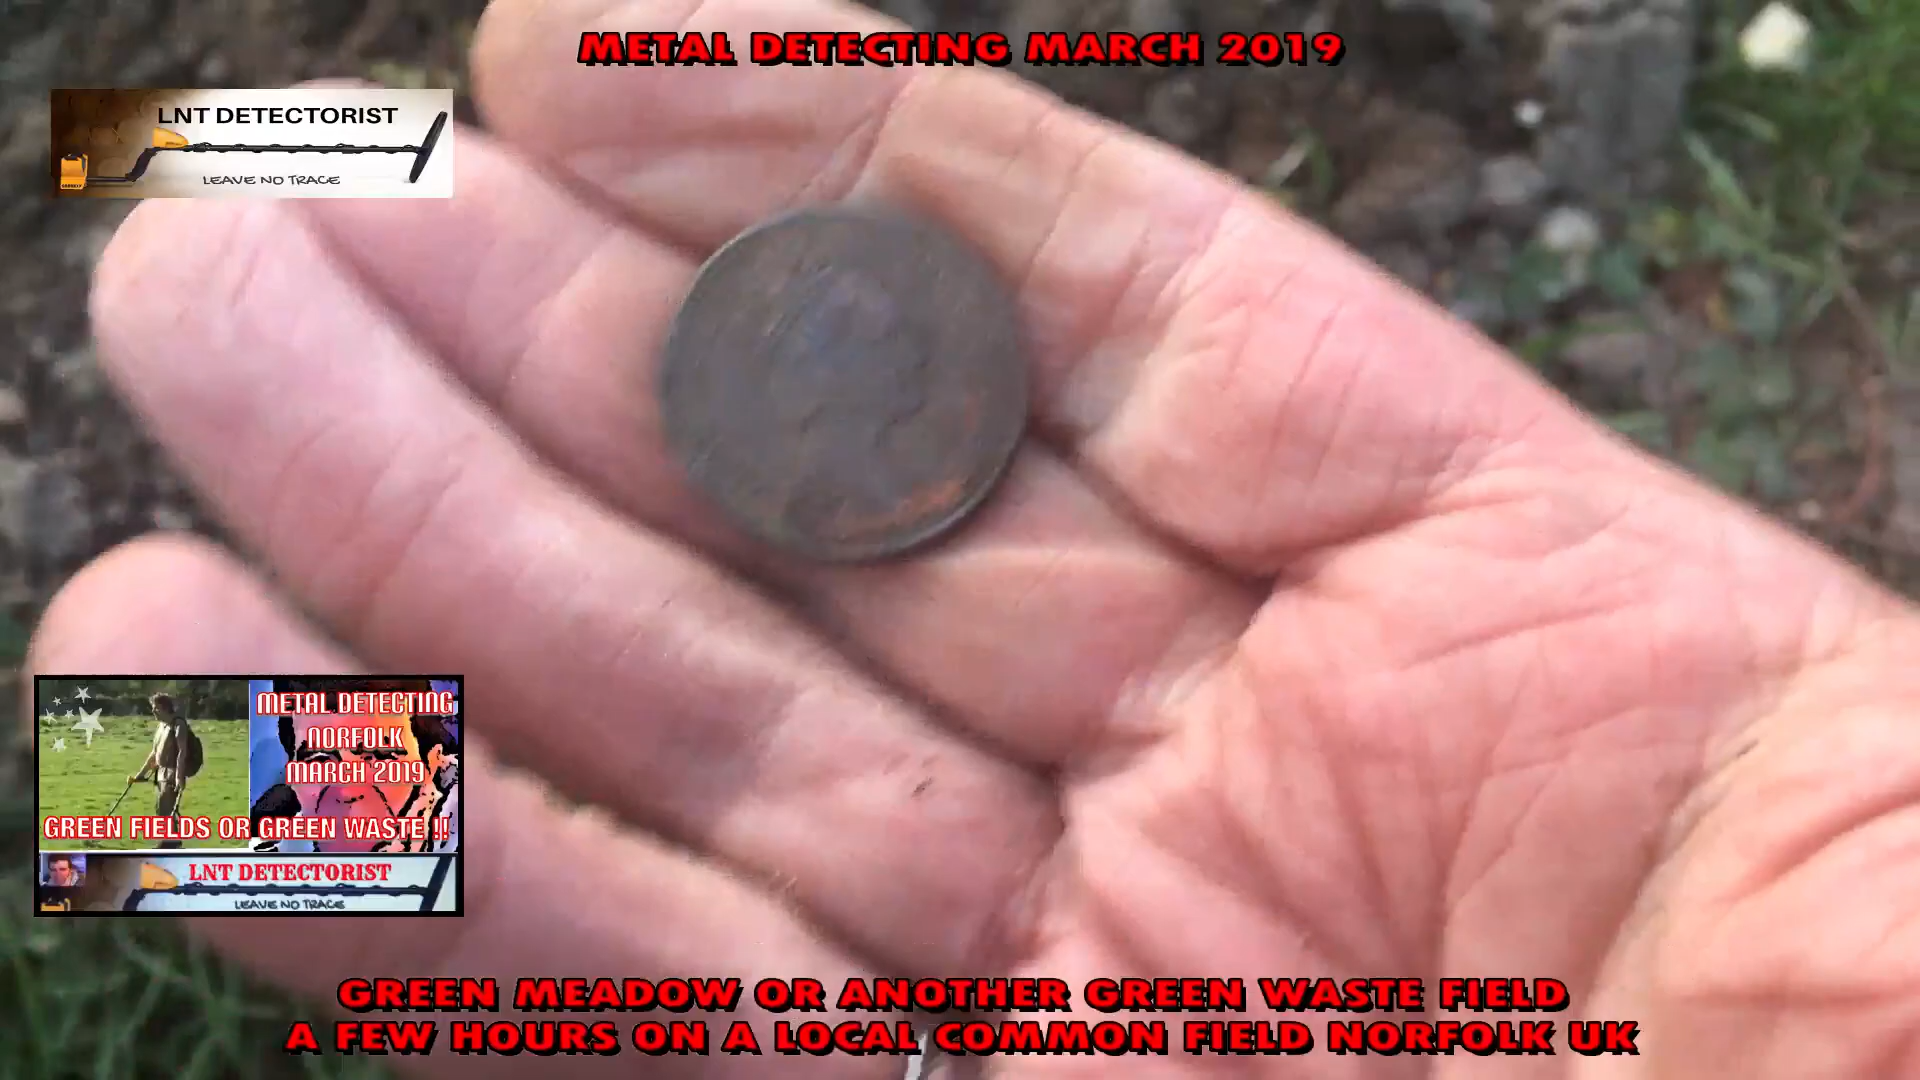 METAL DETECTING MARCH 2019
LNT DETECTORIST
LEAVE NO TRACE
METAL DETECTING
NORFOLK
MARCH 2019
GREEN FIELDS OR GREEN WASTE !!
LNT DETECTORIST
LEAVE NO TRACE
GREEN MEADOW OR ANOTHER GREEN WASTE FIELD
A FEW HOURS ON A LOCAL COMMON FIELD NORFOLK UK